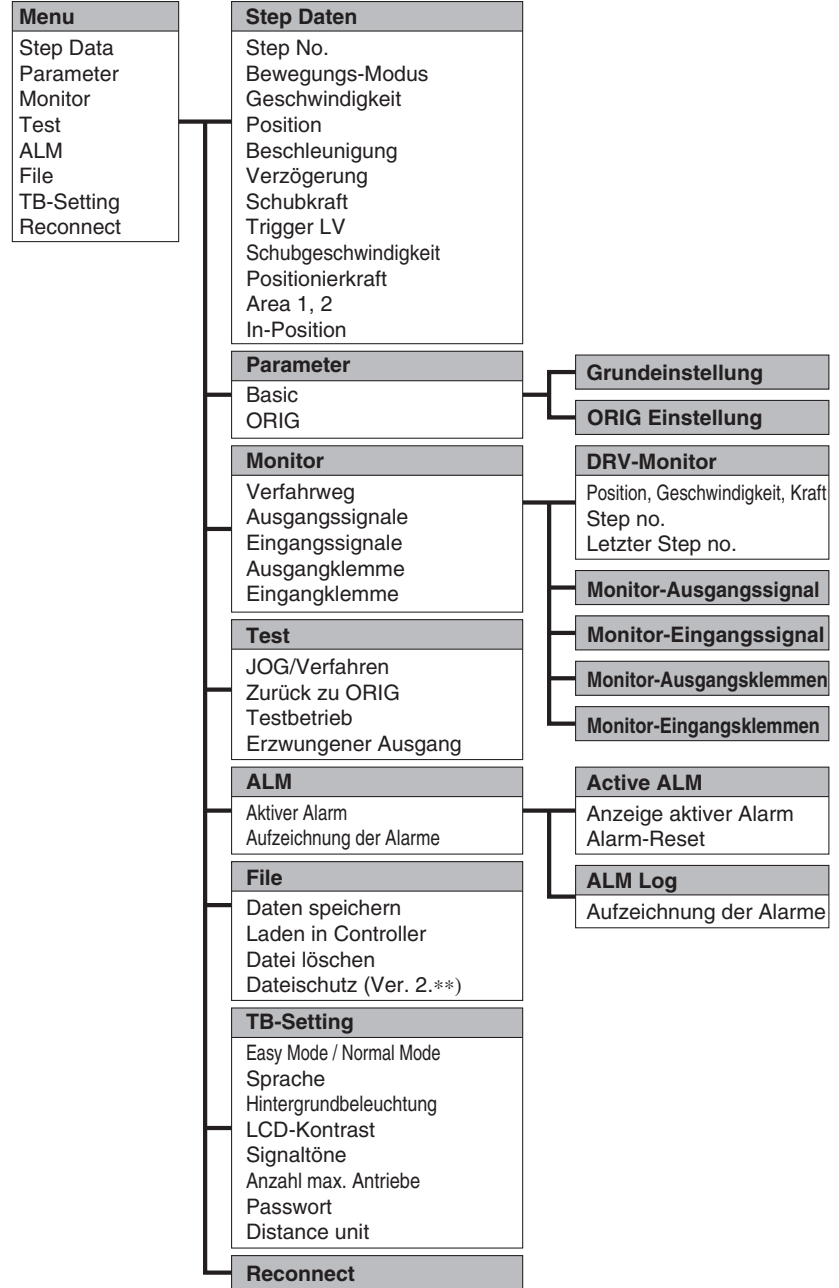 Menu
Step Data
Parameter
Monitor
Test
ALM
File
TB-Setting
Reconnect
Step Daten
Step No.
Bewegungs-Modus
Geschwindigkeit
Position
Beschleunigung
Verzögerung
Schubkraft
Trigger LV
Schubgeschwindigkeit
Positionierkraft
Area 1, 2
In-Position
Parameter
Basic
ORIG
Grundeinstellung
ORIG Einstellung
Monitor
Verfahrweg
Ausgangssignale
Eingangssignale
Ausgangklemme
Eingangklemme
DRV-Monitor
Position, Geschwindigkeit, Kraft
Step no.
Letzter Step no.
Monitor-Ausgangssignal
Monitor-Eingangssignal
Monitor-Ausgangsklemmen
Monitor-Eingangsklemmen
Test
JOG/Verfahren
Zurück zu ORIG
Testbetrieb
Erzwungener Ausgang
ALM
Aktiver Alarm
Aufzeichnung der Alarme
Active ALM
Anzeige aktiver Alarm
Alarm-Reset
ALM Log
Aufzeichnung der Alarme
File
Daten speichern
Laden in Controller
Datei löschen
Dateischutz (Ver. 2.**)
TB-Setting
Easy Mode / Normal Mode
Sprache
Hintergrundbeleuchtung
LCD-Kontrast
Signaltöne
Anzahl max. Antriebe
Passwort
Distance unit
Reconnect